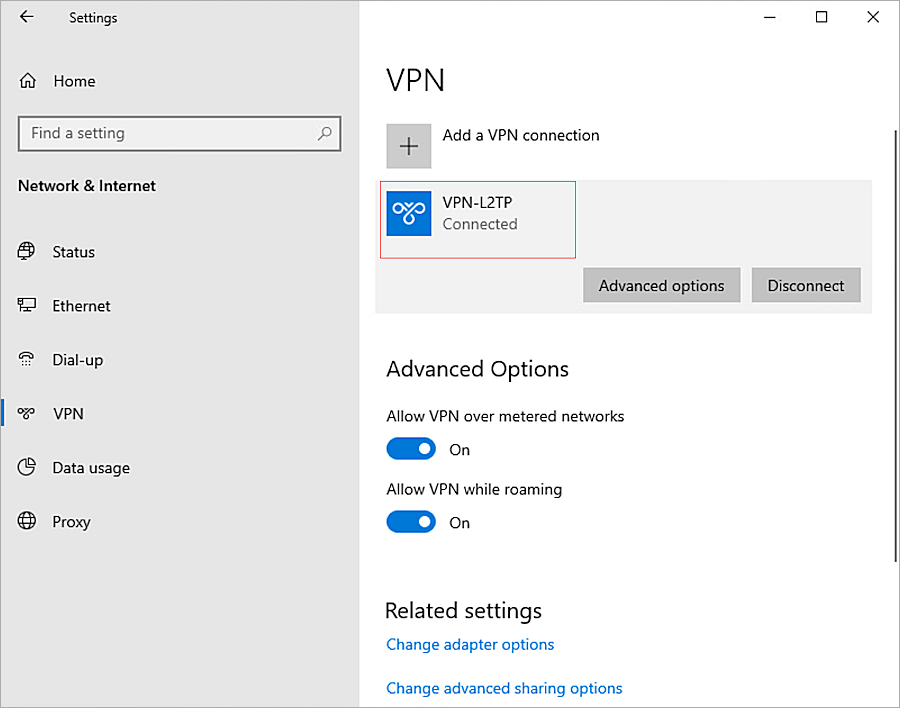 Settings
Home
Find a setting
Network & Internet
Status
Ethernet
Dial-up
VPN
Data usage
Proxy
VPN
Add a VPN connection
VPN-L2TP
Connected
Advanced options Disconnect
Advanced Options
Allow VPN over metered networks
On
Allow VPN while roaming
On
Related settings
Change adapter options
Change advanced sharing options